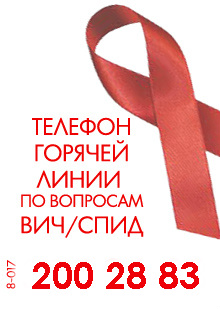 ТЕЛЕФОН
ГОРЯЧЕЙ
ЛИНИИ
ПО ВОПРОСАМ
ВИЧ/СПИД
8-017
200 28 83